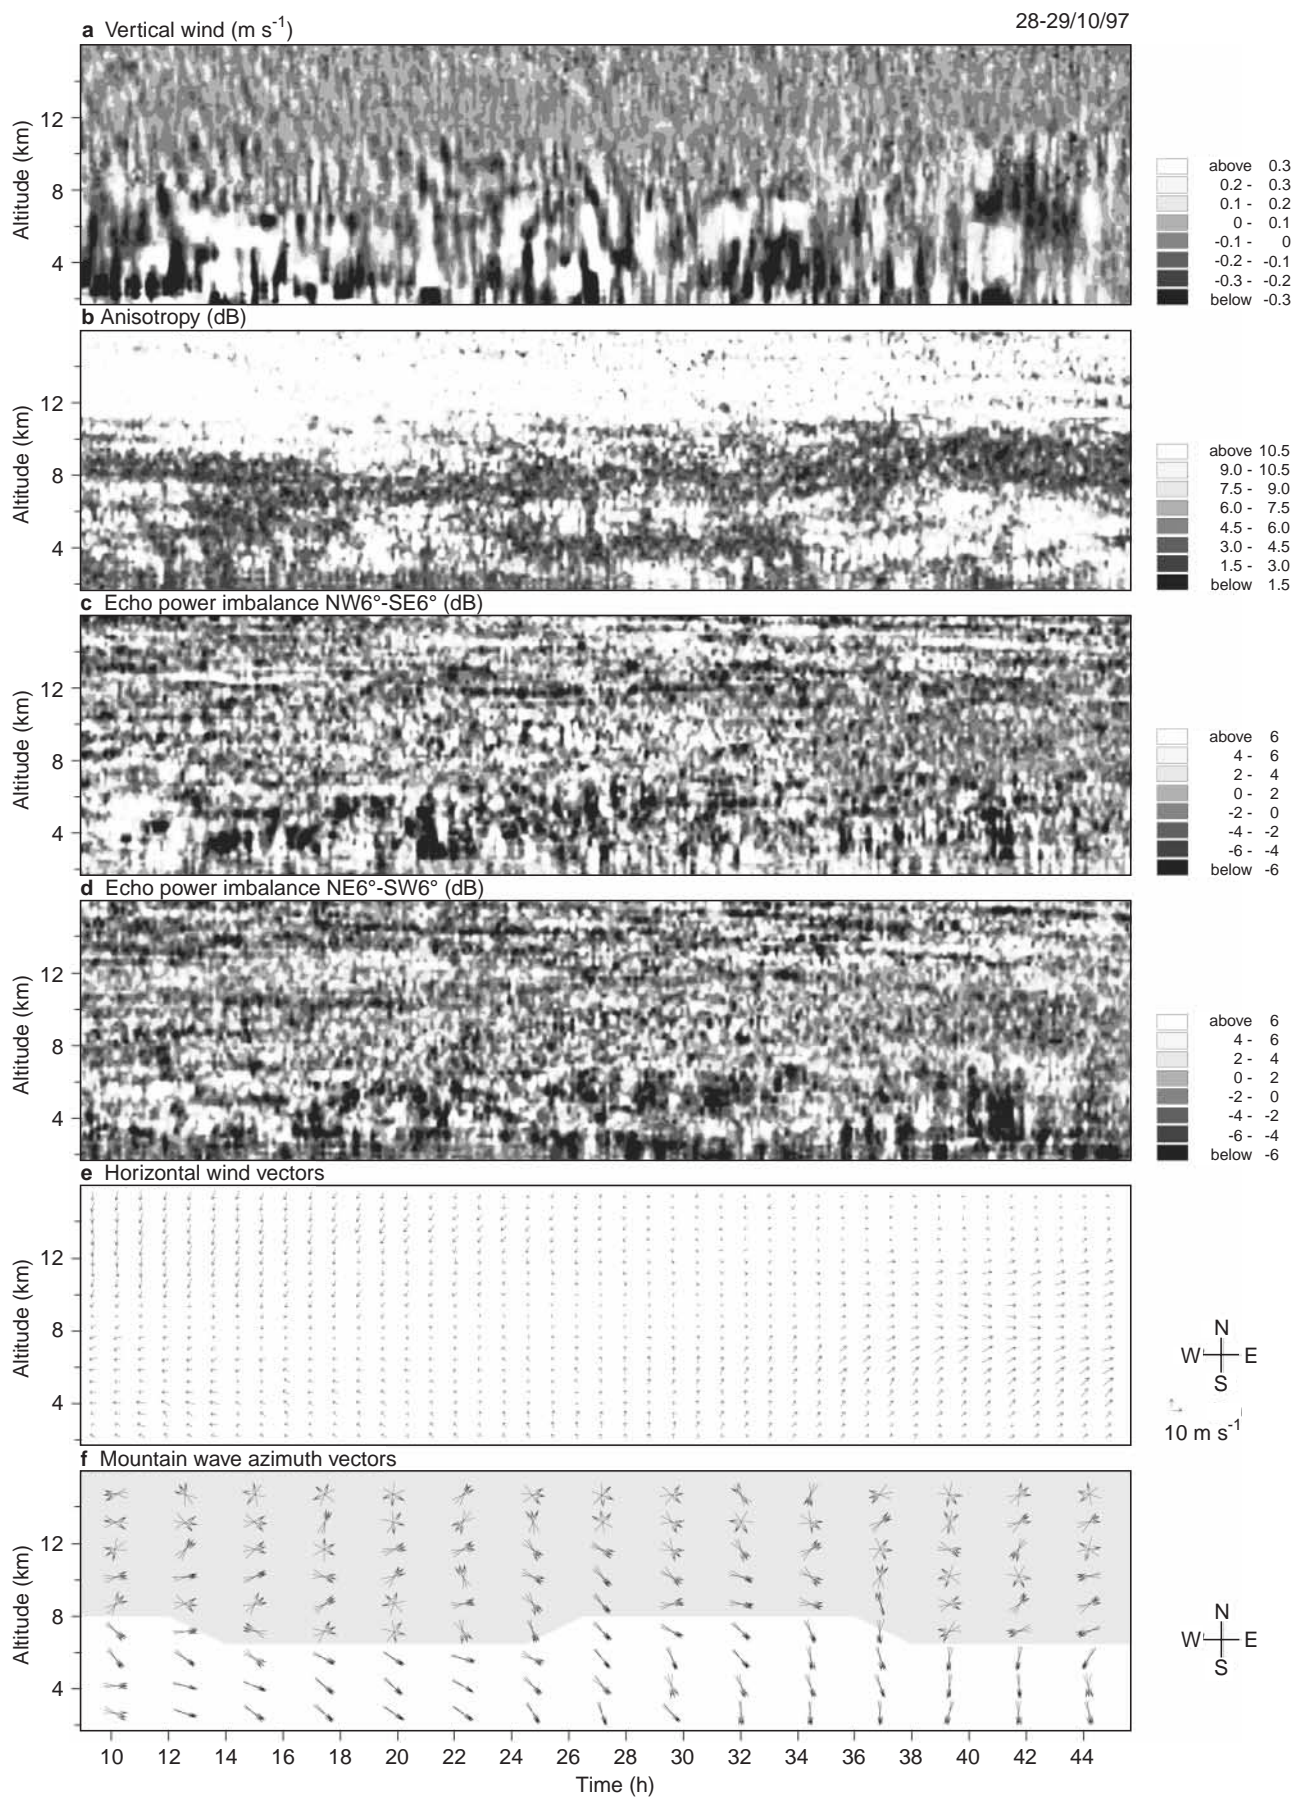 a Vertical wind (m s-1)
28-29/10/97
Altitude (km)
12
8
4
above 0.3
0.2 - 0.3
0.1 - 0.2
0 - 0.1
-0.1 - 0
-0.2 - -0.1
-0.3 - -0.2
below -0.3
b Anisotropy (dB)
Altitude (km)
12
8
4
above 10.5
9.0 - 10.5
7.5 - 9.0
6.0 - 7.5
4.5 - 6.0
3.0 - 4.5
1.5 - 3.0
below 1.5
c Echo power imbalance NW6°-SE6° (dB)
Altitude (km)
12
8
4
above 6
4 - 6
2 - 4
0 - 2
-2 - 0
-4 - -2
-6 - -4
below -6
d Echo power imbalance NE6°-SW6° (dB)
Altitude (km)
12
8
4
above 6
4 - 6
2 - 4
0 - 2
-2 - 0
-4 - -2
-6 - -4
below -6
e Horizontal wind vectors
Altitude (km)
12
8
4
N
W E
S
10 m s-1
f Mountain wave azimuth vectors
Altitude (km)
12
8
4
N
W E
S
10 12 14 16 18 20 22 24 26 28 30 32 34 36 38 40 42 44
Time (h)